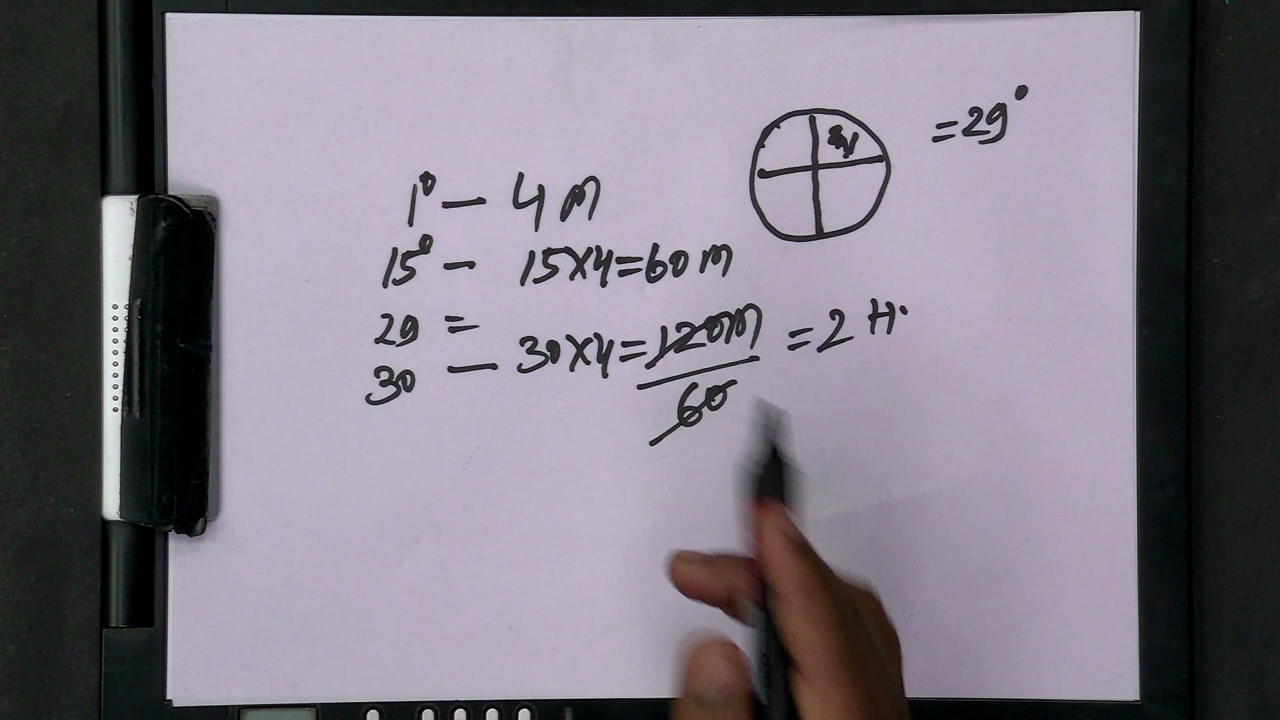 = 29°
1° — 4 m
15° — 15×4=60 m
29 =
30 — 30×4=120m/60 = 2 H.